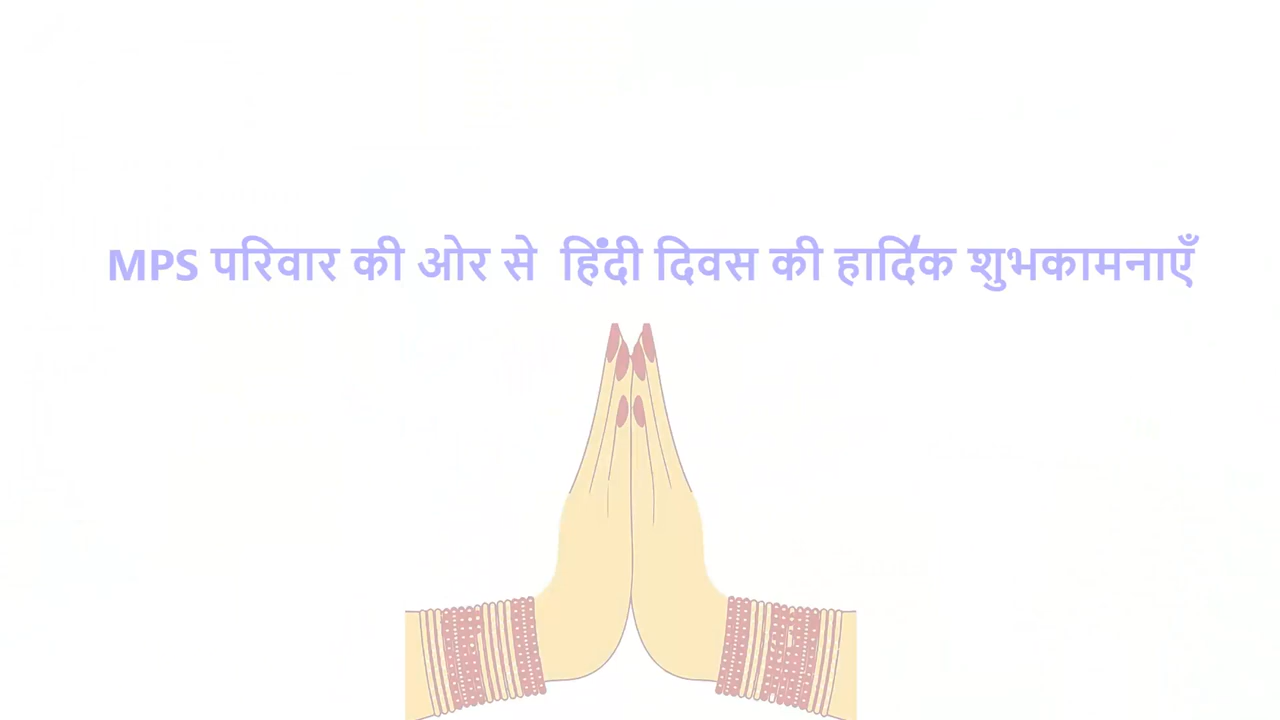 MPS परिवार की ओर से हिंदी दिवस की हार्दिक शुभकामनाएँ